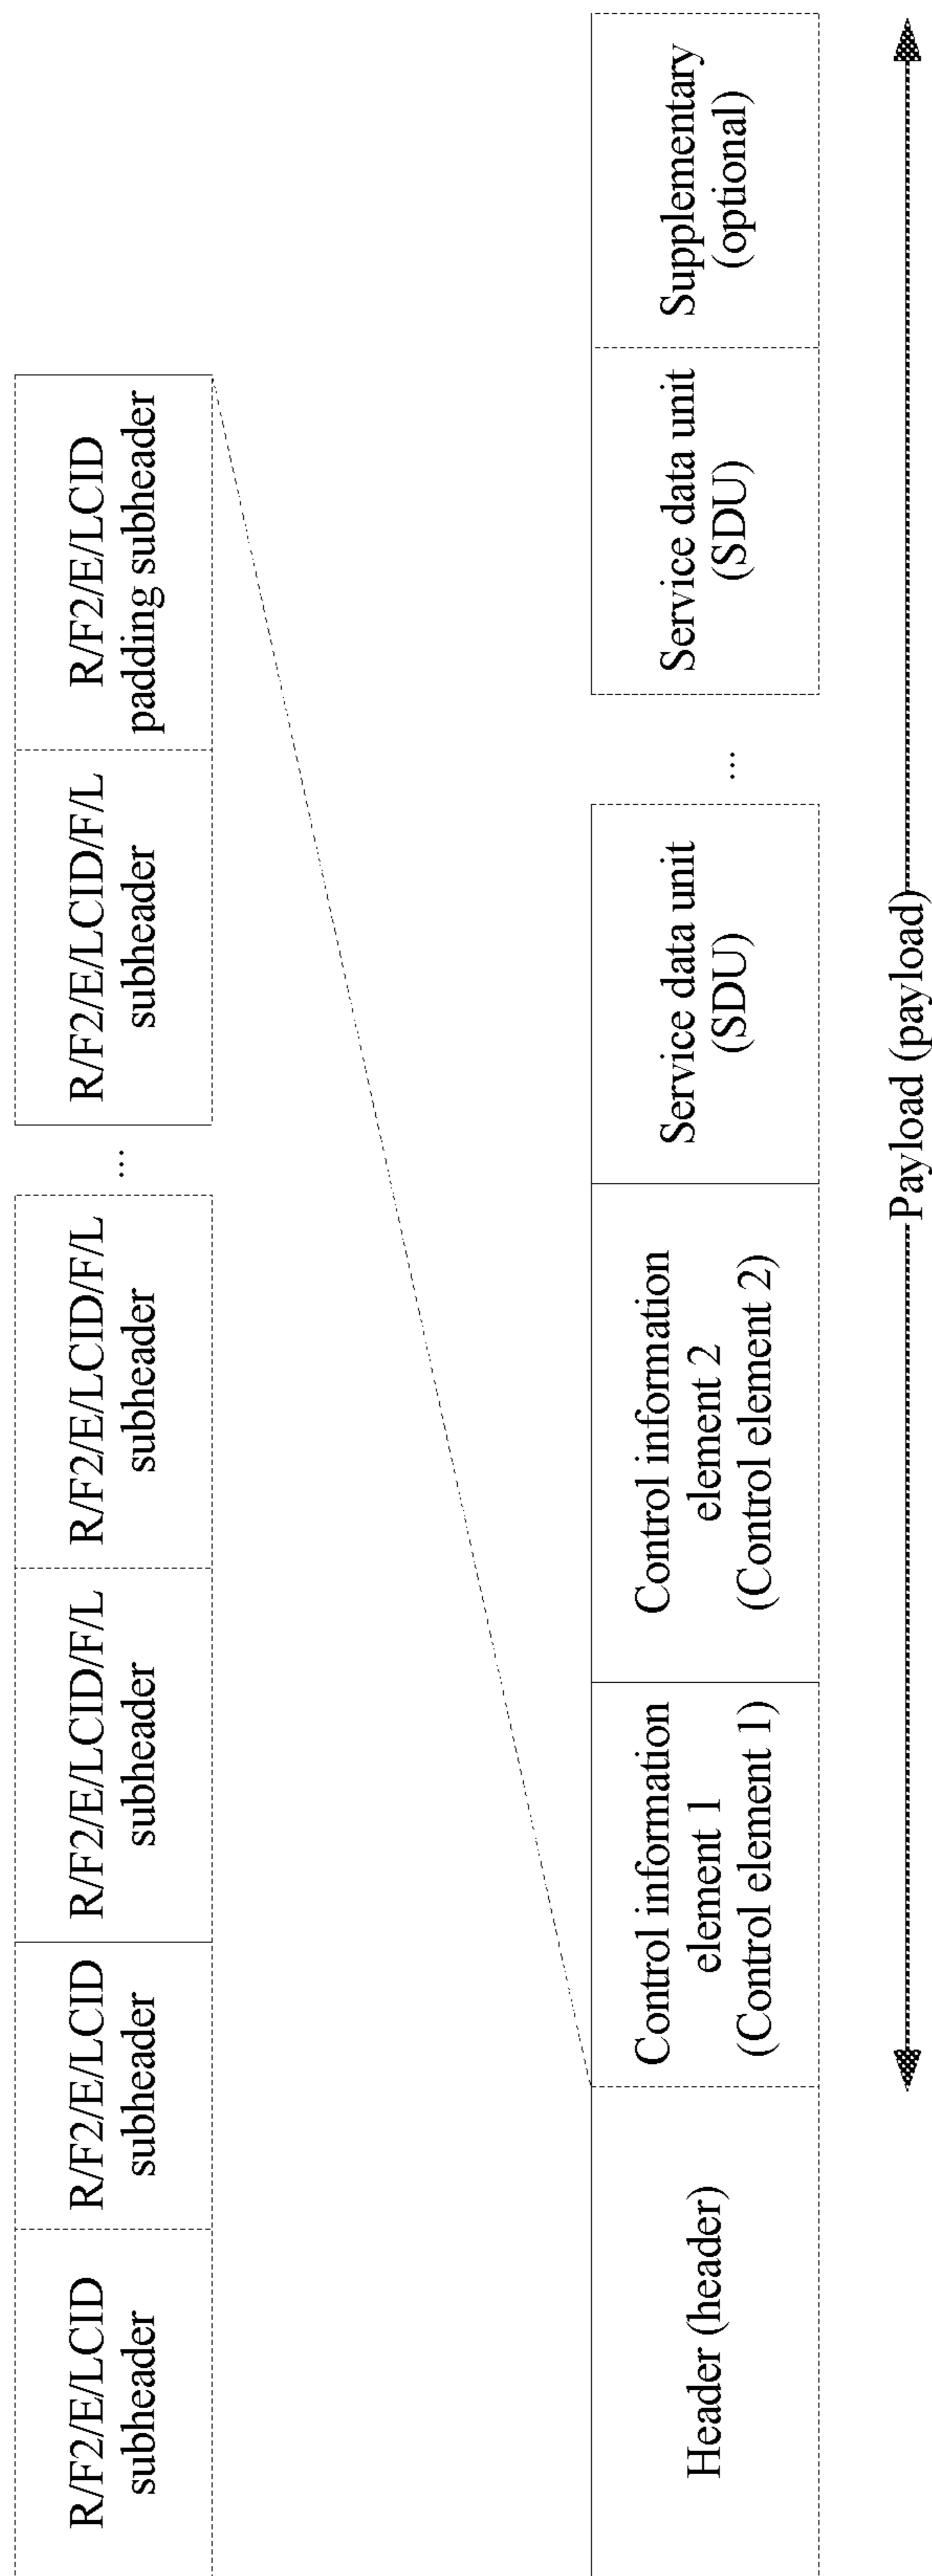 R/F2/E/LCID
subheader
R/F2/E/LCID
subheader
R/F2/E/LCID/F/L
subheader
R/F2/E/LCID/F/L
subheader
...
R/F2/E/LCID/F/L
subheader
R/F2/E/LCID
padding subheader
Header (header)
Control information
element 1
(Control element 1)
Control information
element 2
(Control element 2)
Service data unit
(SDU)
...
Service data unit
(SDU)
Supplementary
(optional)
Payload (payload)